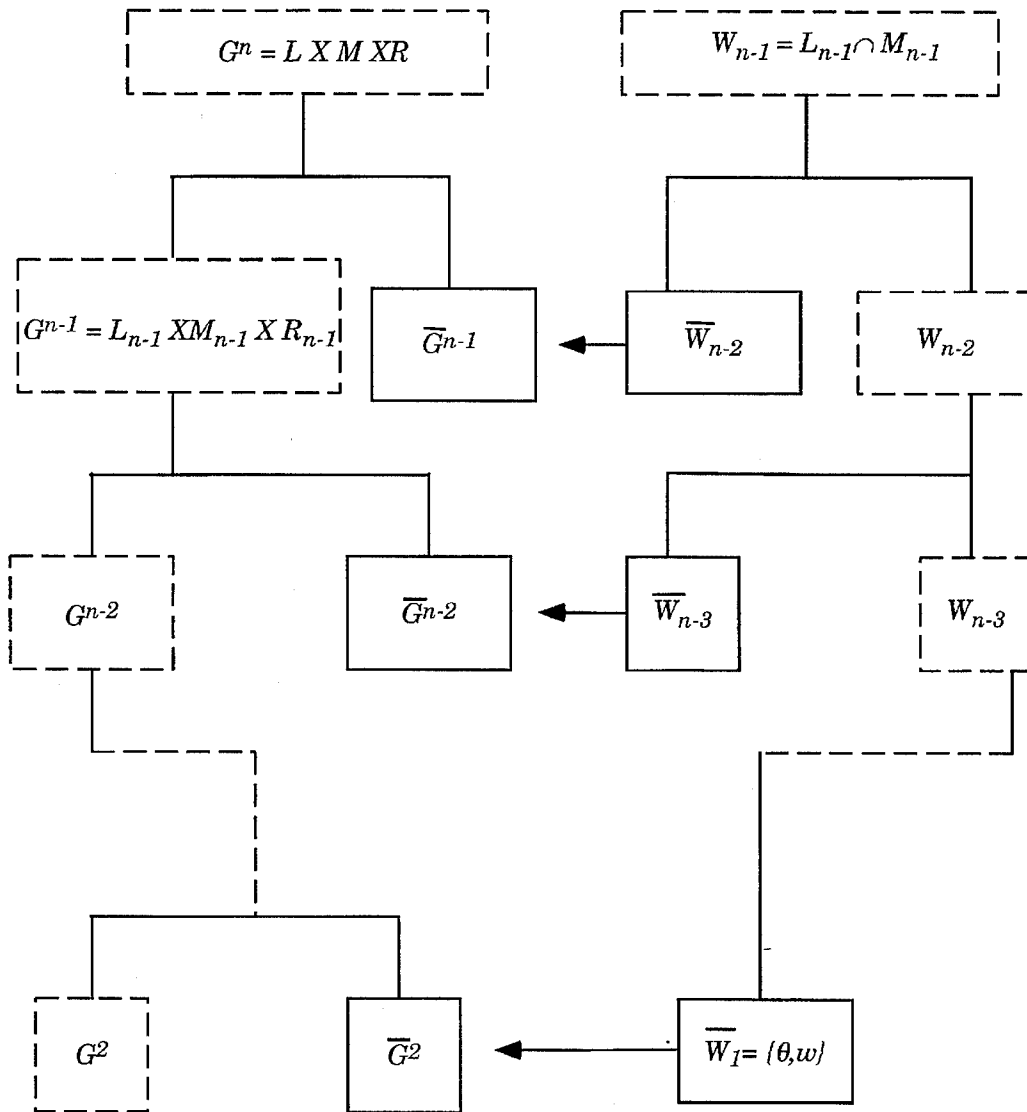 Gⁿ = L X M XR
Wₙ₋₁ = Lₙ₋₁ ∩ Mₙ₋₁
Gⁿ⁻¹ = Lₙ₋₁ XMₙ₋₁ X Rₙ₋₁
G̅ⁿ⁻¹
W̅ₙ₋₂
Wₙ₋₂
Gⁿ⁻²
G̅ⁿ⁻²
W̅ₙ₋₃
Wₙ₋₃
G²
G̅²
W̅₁= {θ,w}